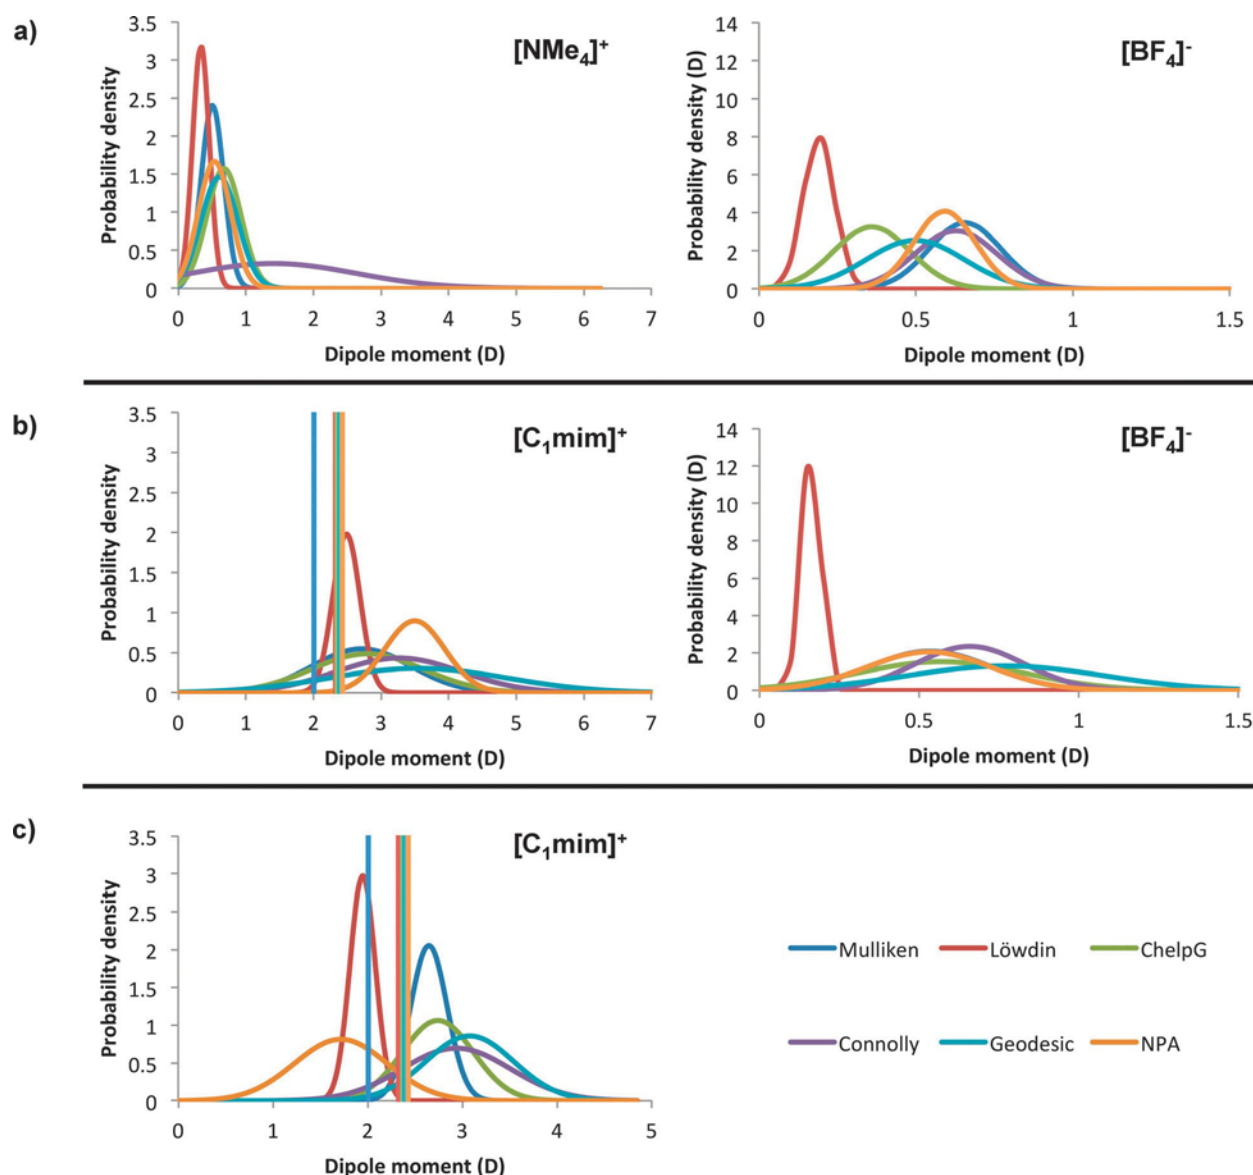 a)
[NMe4]+
Probability density
3.5
3
2.5
2
1.5
1
0.5
0
0 1 2 3 4 5 6 7
Dipole moment (D)
[BF4]-
Probability density (D)
14
12
10
8
6
4
2
0
0 0.5 1 1.5
Dipole moment (D)
b)
[C1mim]+
Probability density
3.5
3
2.5
2
1.5
1
0.5
0
0 1 2 3 4 5 6 7
Dipole moment (D)
[BF4]-
Probability density (D)
14
12
10
8
6
4
2
0
0 0.5 1 1.5
Dipole moment (D)
c)
[C1mim]+
Probability density
3.5
3
2.5
2
1.5
1
0.5
0
0 1 2 3 4 5
Dipole moment (D)
Mulliken Löwdin ChelpG
Connolly Geodesic NPA